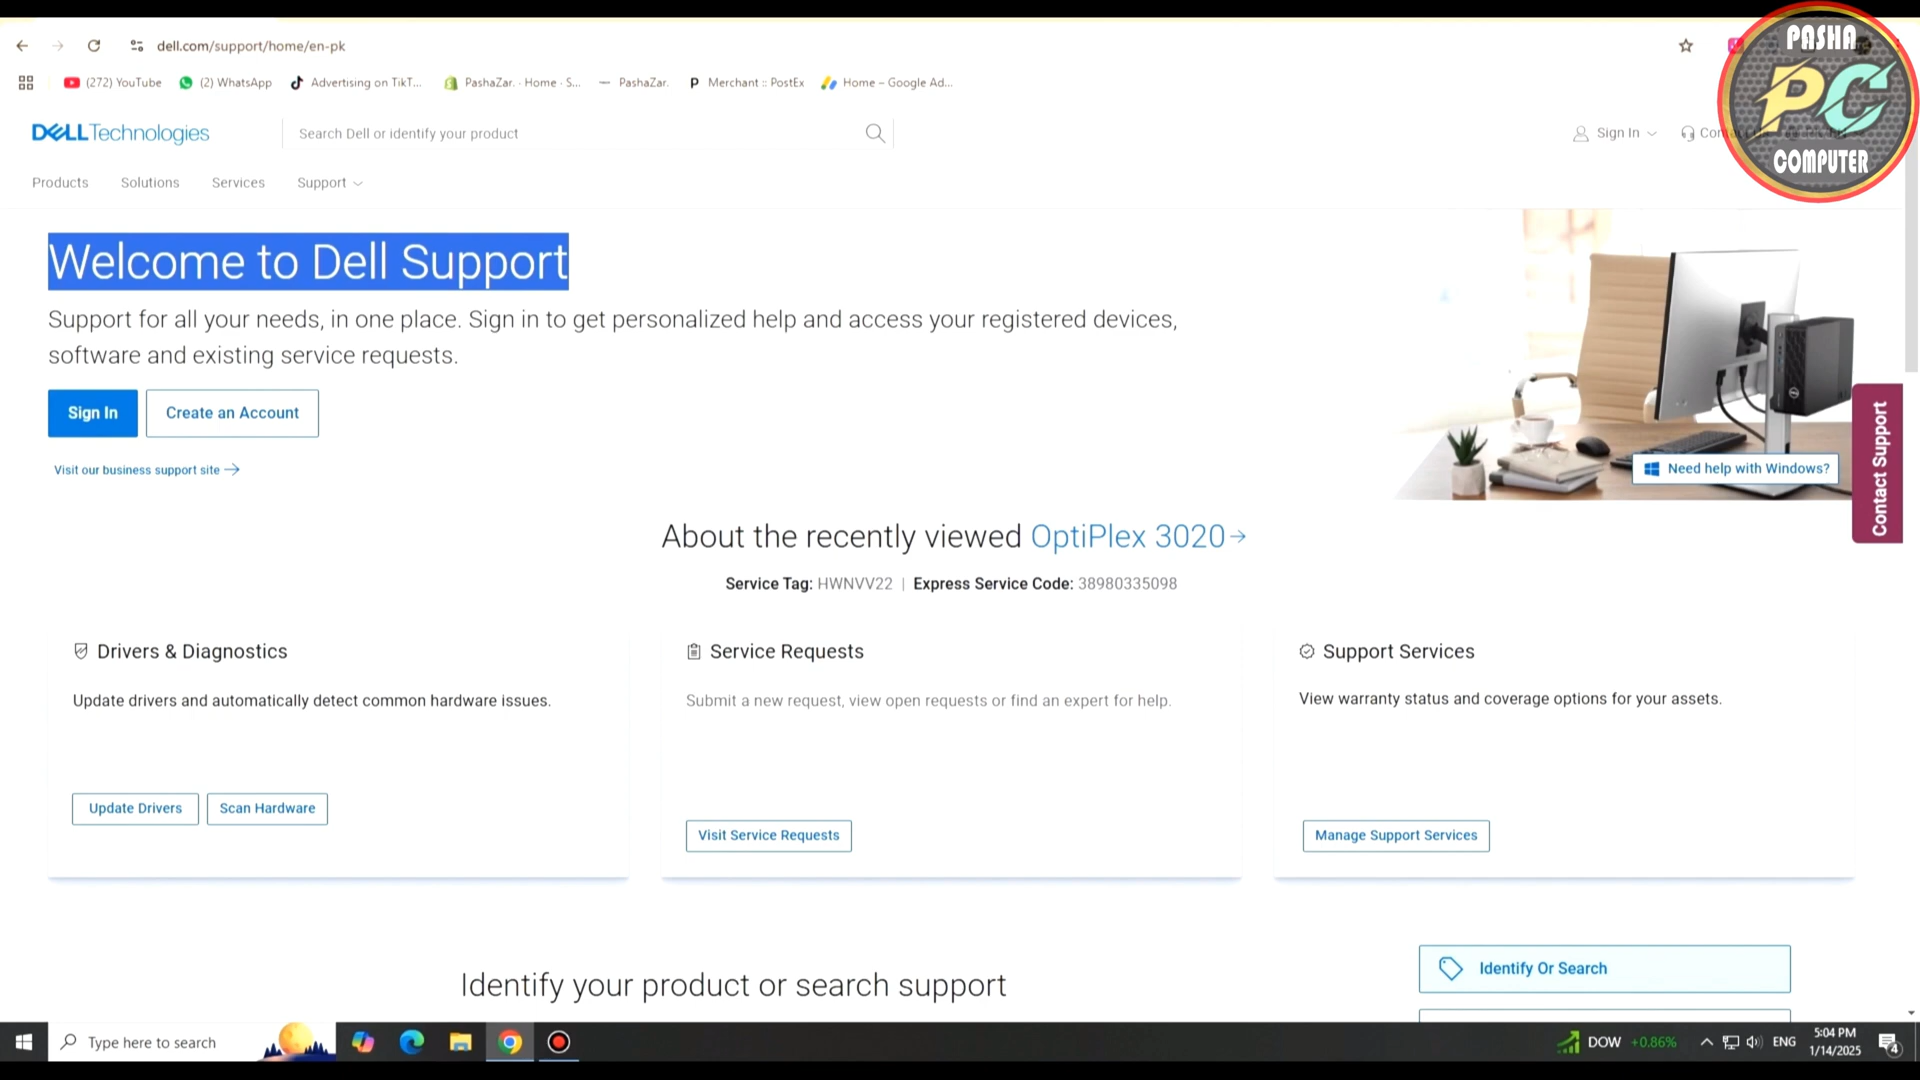 dell.com/support/home/en-pk
(272) YouTube
(2) WhatsApp
Advertising on TikT...
PashaZar. · Home · S...
PashaZar.
Merchant :: PostEx
Home – Google Ad...
PASHA
PC
COMPUTER
DELL Technologies
Search Dell or identify your product
Sign In
Products
Solutions
Services
Support
Welcome to Dell Support
Support for all your needs, in one place. Sign in to get personalized help and access your registered devices,
software and existing service requests.
Sign In
Create an Account
Visit our business support site
Need help with Windows?
Contact Support
About the recently viewed OptiPlex 3020
Service Tag: HWNVV22 | Express Service Code: 38980335098
Drivers & Diagnostics
Update drivers and automatically detect common hardware issues.
Update Drivers
Scan Hardware
Service Requests
Submit a new request, view open requests or find an expert for help.
Visit Service Requests
Support Services
View warranty status and coverage options for your assets.
Manage Support Services
Identify your product or search support
Identify Or Search
Type here to search
DOW +0.86%
ENG
5:04 PM
1/14/2025
4